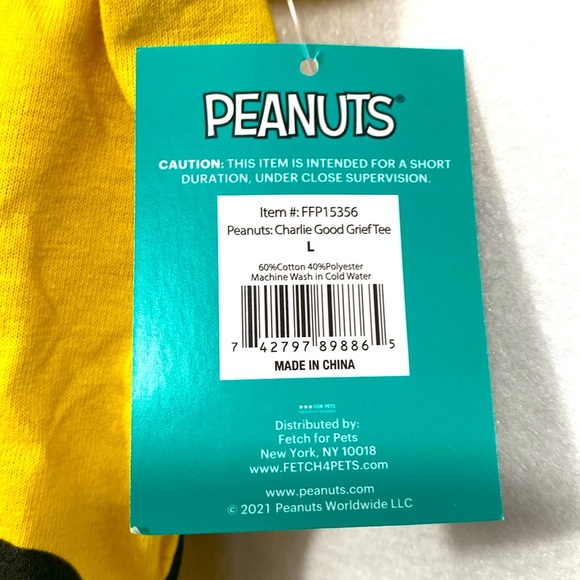 PEANUTS®
CAUTION: THIS ITEM IS INTENDED FOR A SHORT
DURATION, UNDER CLOSE SUPERVISION.
Item #: FFP15356
Peanuts: Charlie Good Grief Tee
L
60%Cotton 40%Polyester
Machine Wash in Cold Water
7 42797 89886 5
MADE IN CHINA
FOR PETS
Distributed by:
Fetch for Pets
New York, NY 10018
www.FETCH4PETS.com
www.peanuts.com
© 2021 Peanuts Worldwide LLC